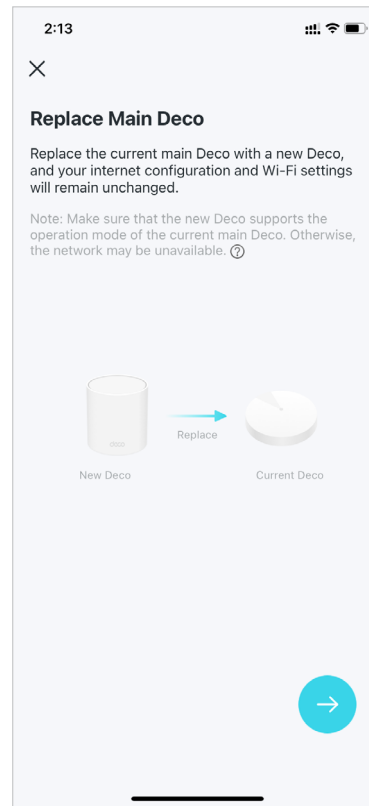 2:13
Replace Main Deco
Replace the current main Deco with a new Deco,
and your internet configuration and Wi-Fi settings
will remain unchanged.
Note: Make sure that the new Deco supports the
operation mode of the current main Deco. Otherwise,
the network may be unavailable. ?
deco
Replace
New Deco
Current Deco